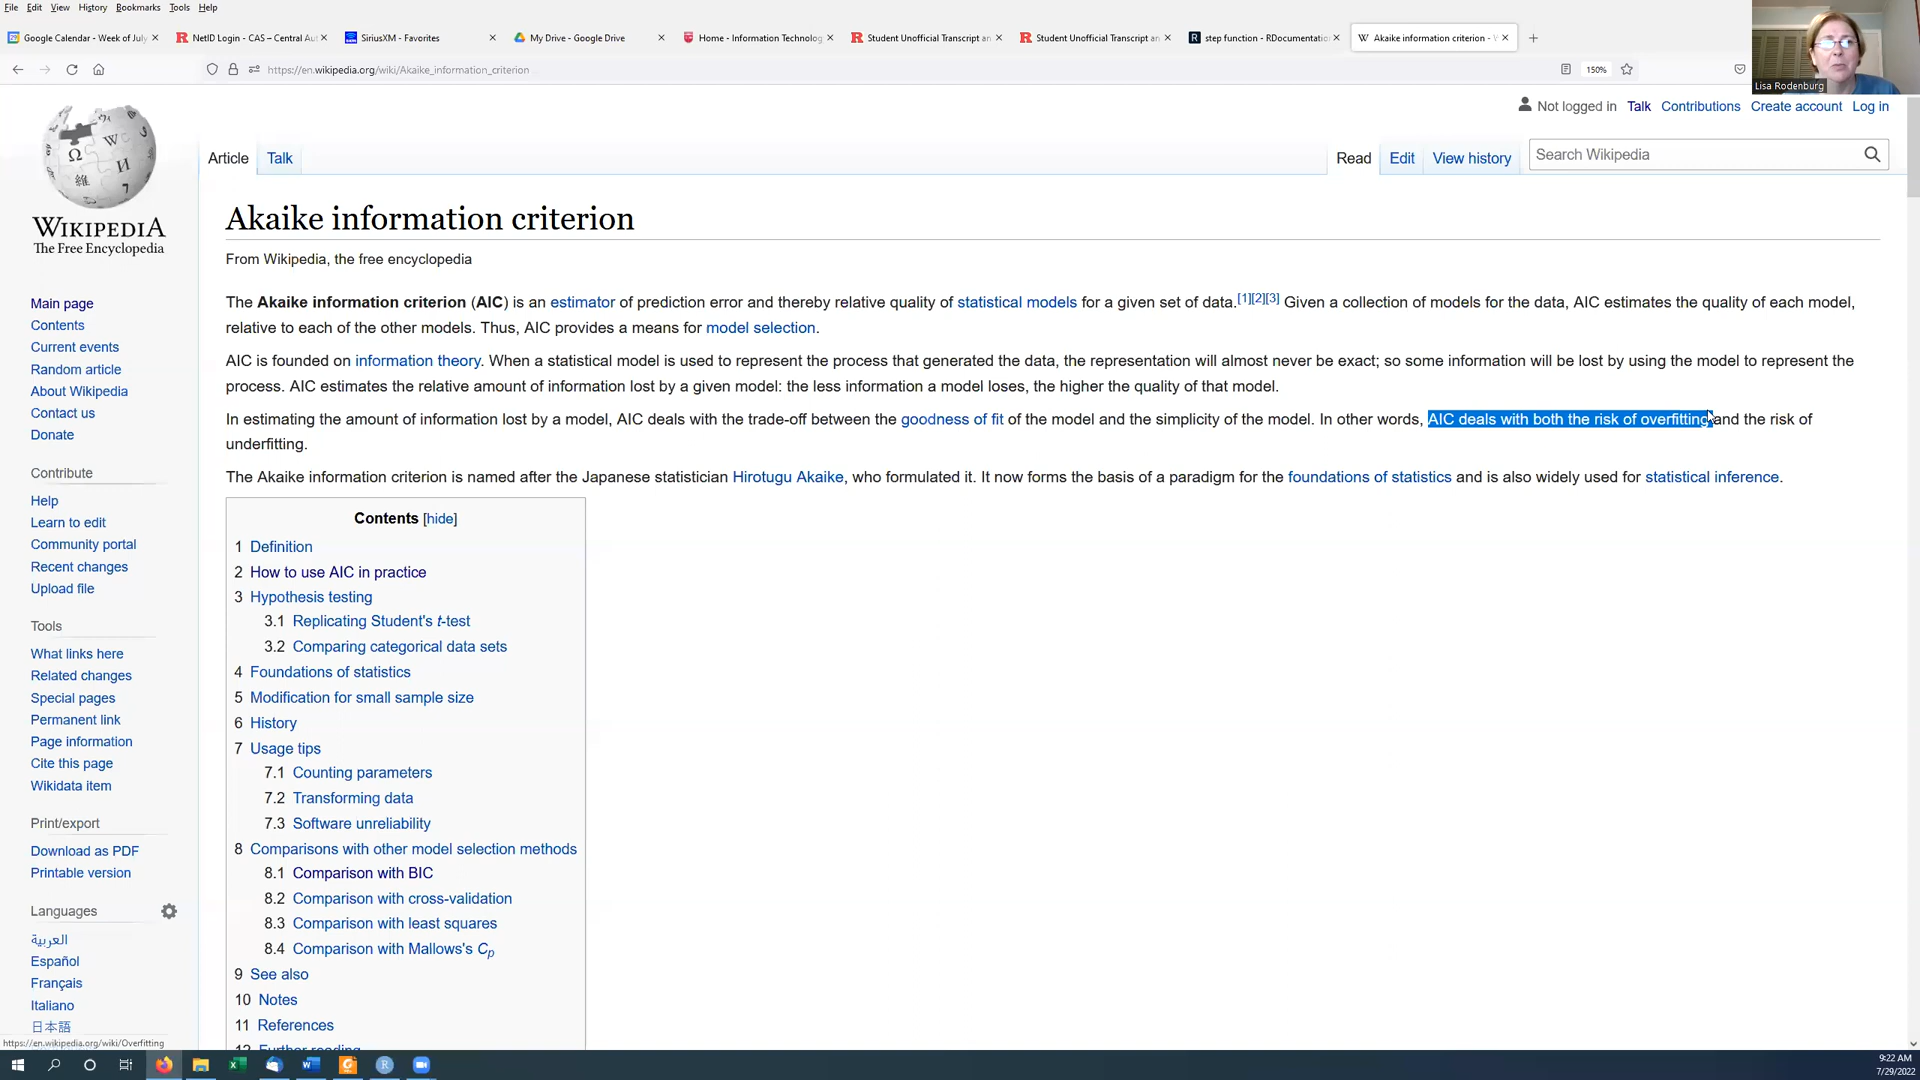 File Edit View History Bookmarks Tools Help
Google Calendar - Week of July
NetID Login - CAS – Central Aut
SiriusXM - Favorites
My Drive - Google Drive
Home - Information Technolog
Student Unofficial Transcript an
Student Unofficial Transcript an
step function - RDocumentatio
Akaike information criterion - W
https://en.wikipedia.org/wiki/Akaike_information_criterion
150%
Lisa Rodenburg
Not logged in Talk Contributions Create account Log in
Article Talk
Read Edit View history
Search Wikipedia
WIKIPEDIA
The Free Encyclopedia
Main page
Contents
Current events
Random article
About Wikipedia
Contact us
Donate
Contribute
Help
Learn to edit
Community portal
Recent changes
Upload file
Tools
What links here
Related changes
Special pages
Permanent link
Page information
Cite this page
Wikidata item
Print/export
Download as PDF
Printable version
Languages
العربية
Español
Français
Italiano
日本語
Akaike information criterion
From Wikipedia, the free encyclopedia
The Akaike information criterion (AIC) is an estimator of prediction error and thereby relative quality of statistical models for a given set of data.[1][2][3] Given a collection of models for the data, AIC estimates the quality of each model,
relative to each of the other models. Thus, AIC provides a means for model selection.
AIC is founded on information theory. When a statistical model is used to represent the process that generated the data, the representation will almost never be exact; so some information will be lost by using the model to represent the
process. AIC estimates the relative amount of information lost by a given model: the less information a model loses, the higher the quality of that model.
In estimating the amount of information lost by a model, AIC deals with the trade-off between the goodness of fit of the model and the simplicity of the model. In other words, AIC deals with both the risk of overfitting and the risk of
underfitting.
The Akaike information criterion is named after the Japanese statistician Hirotugu Akaike, who formulated it. It now forms the basis of a paradigm for the foundations of statistics and is also widely used for statistical inference.
Contents [hide]
1 Definition
2 How to use AIC in practice
3 Hypothesis testing
3.1 Replicating Student's t-test
3.2 Comparing categorical data sets
4 Foundations of statistics
5 Modification for small sample size
6 History
7 Usage tips
7.1 Counting parameters
7.2 Transforming data
7.3 Software unreliability
8 Comparisons with other model selection methods
8.1 Comparison with BIC
8.2 Comparison with cross-validation
8.3 Comparison with least squares
8.4 Comparison with Mallows's Cp
9 See also
10 Notes
11 References
12 Further reading
https://en.wikipedia.org/wiki/Overfitting
9:22 AM
7/29/2022